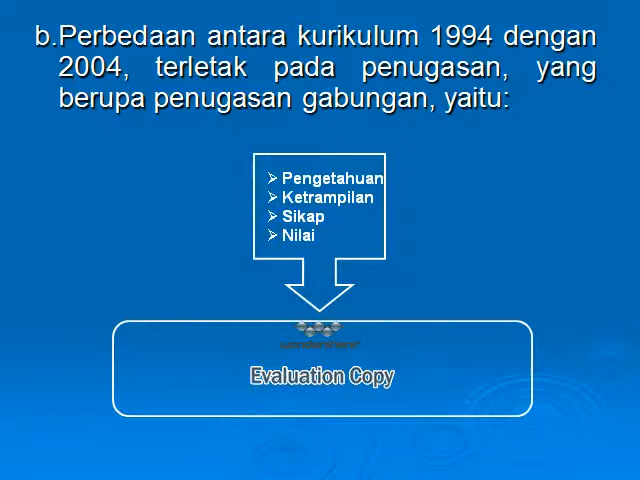 b.Perbedaan antara kurikulum 1994 dengan
2004, terletak pada penugasan, yang
berupa penugasan gabungan, yaitu:
➢ Pengetahuan
➢ Ketrampilan
➢ Sikap
➢ Nilai
Evaluation Copy